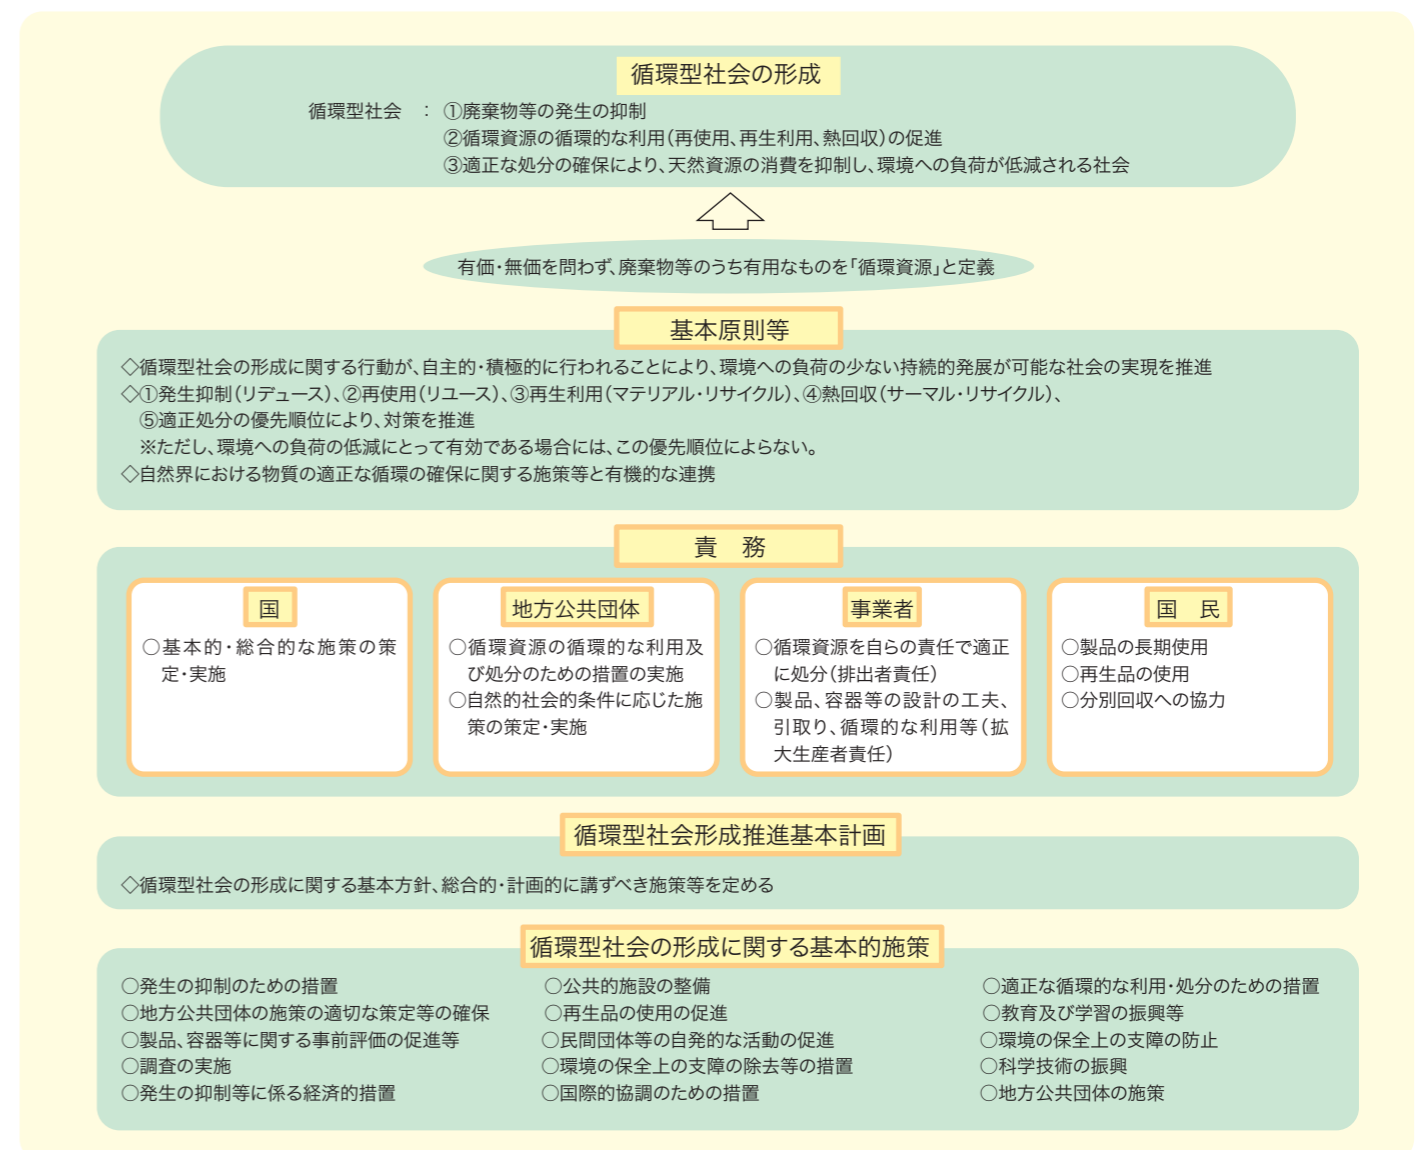 循環型社会の形成
循環型社会 : ①廃棄物等の発生の抑制
②循環資源の循環的な利用(再使用、再生利用、熱回収)の促進
③適正な処分の確保により、天然資源の消費を抑制し、環境への負荷が低減される社会
有価・無価を問わず、廃棄物等のうち有用なものを「循環資源」と定義
基本原則等
◇循環型社会の形成に関する行動が、自主的・積極的に行われることにより、環境への負荷の少ない持続的発展が可能な社会の実現を推進
◇①発生抑制(リデュース)、②再使用(リユース)、③再生利用(マテリアル・リサイクル)、④熱回収(サーマル・リサイクル)、
⑤適正処分の優先順位により、対策を推進
※ただし、環境への負荷の低減にとって有効である場合には、この優先順位によらない。
◇自然界における物質の適正な循環の確保に関する施策等と有機的な連携
責 務
国
○基本的・総合的な施策の策
定・実施
地方公共団体
○循環資源の循環的な利用及
び処分のための措置の実施
○自然的社会的条件に応じた施
策の策定・実施
事業者
○循環資源を自らの責任で適正
に処分(排出者責任)
○製品、容器等の設計の工夫、
引取り、循環的な利用等(拡
大生産者責任)
国 民
○製品の長期使用
○再生品の使用
○分別回収への協力
循環型社会形成推進基本計画
◇循環型社会の形成に関する基本方針、総合的・計画的に講ずべき施策等を定める
循環型社会の形成に関する基本的施策
○発生の抑制のための措置
○地方公共団体の施策の適切な策定等の確保
○製品、容器等に関する事前評価の促進等
○調査の実施
○発生の抑制等に係る経済的措置
○公共的施設の整備
○再生品の使用の促進
○民間団体等の自発的な活動の促進
○環境の保全上の支障の除去等の措置
○国際的協調のための措置
○適正な循環的な利用・処分のための措置
○教育及び学習の振興等
○環境の保全上の支障の防止
○科学技術の振興
○地方公共団体の施策